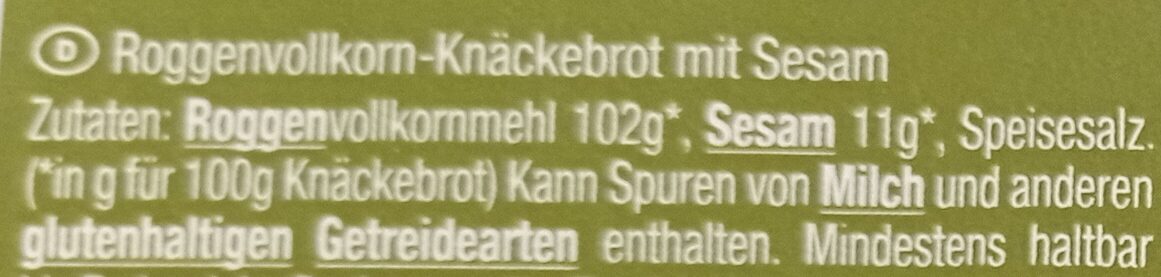 D Roggenvollkorn-Knäckebrot mit Sesam
Zutaten: Roggenvollkornmehl 102g*, Sesam 11g*, Speisesalz.
(*in g für 100g Knäckebrot) Kann Spuren von Milch und anderen
glutenhaltigen Getreidearten enthalten. Mindestens haltbar